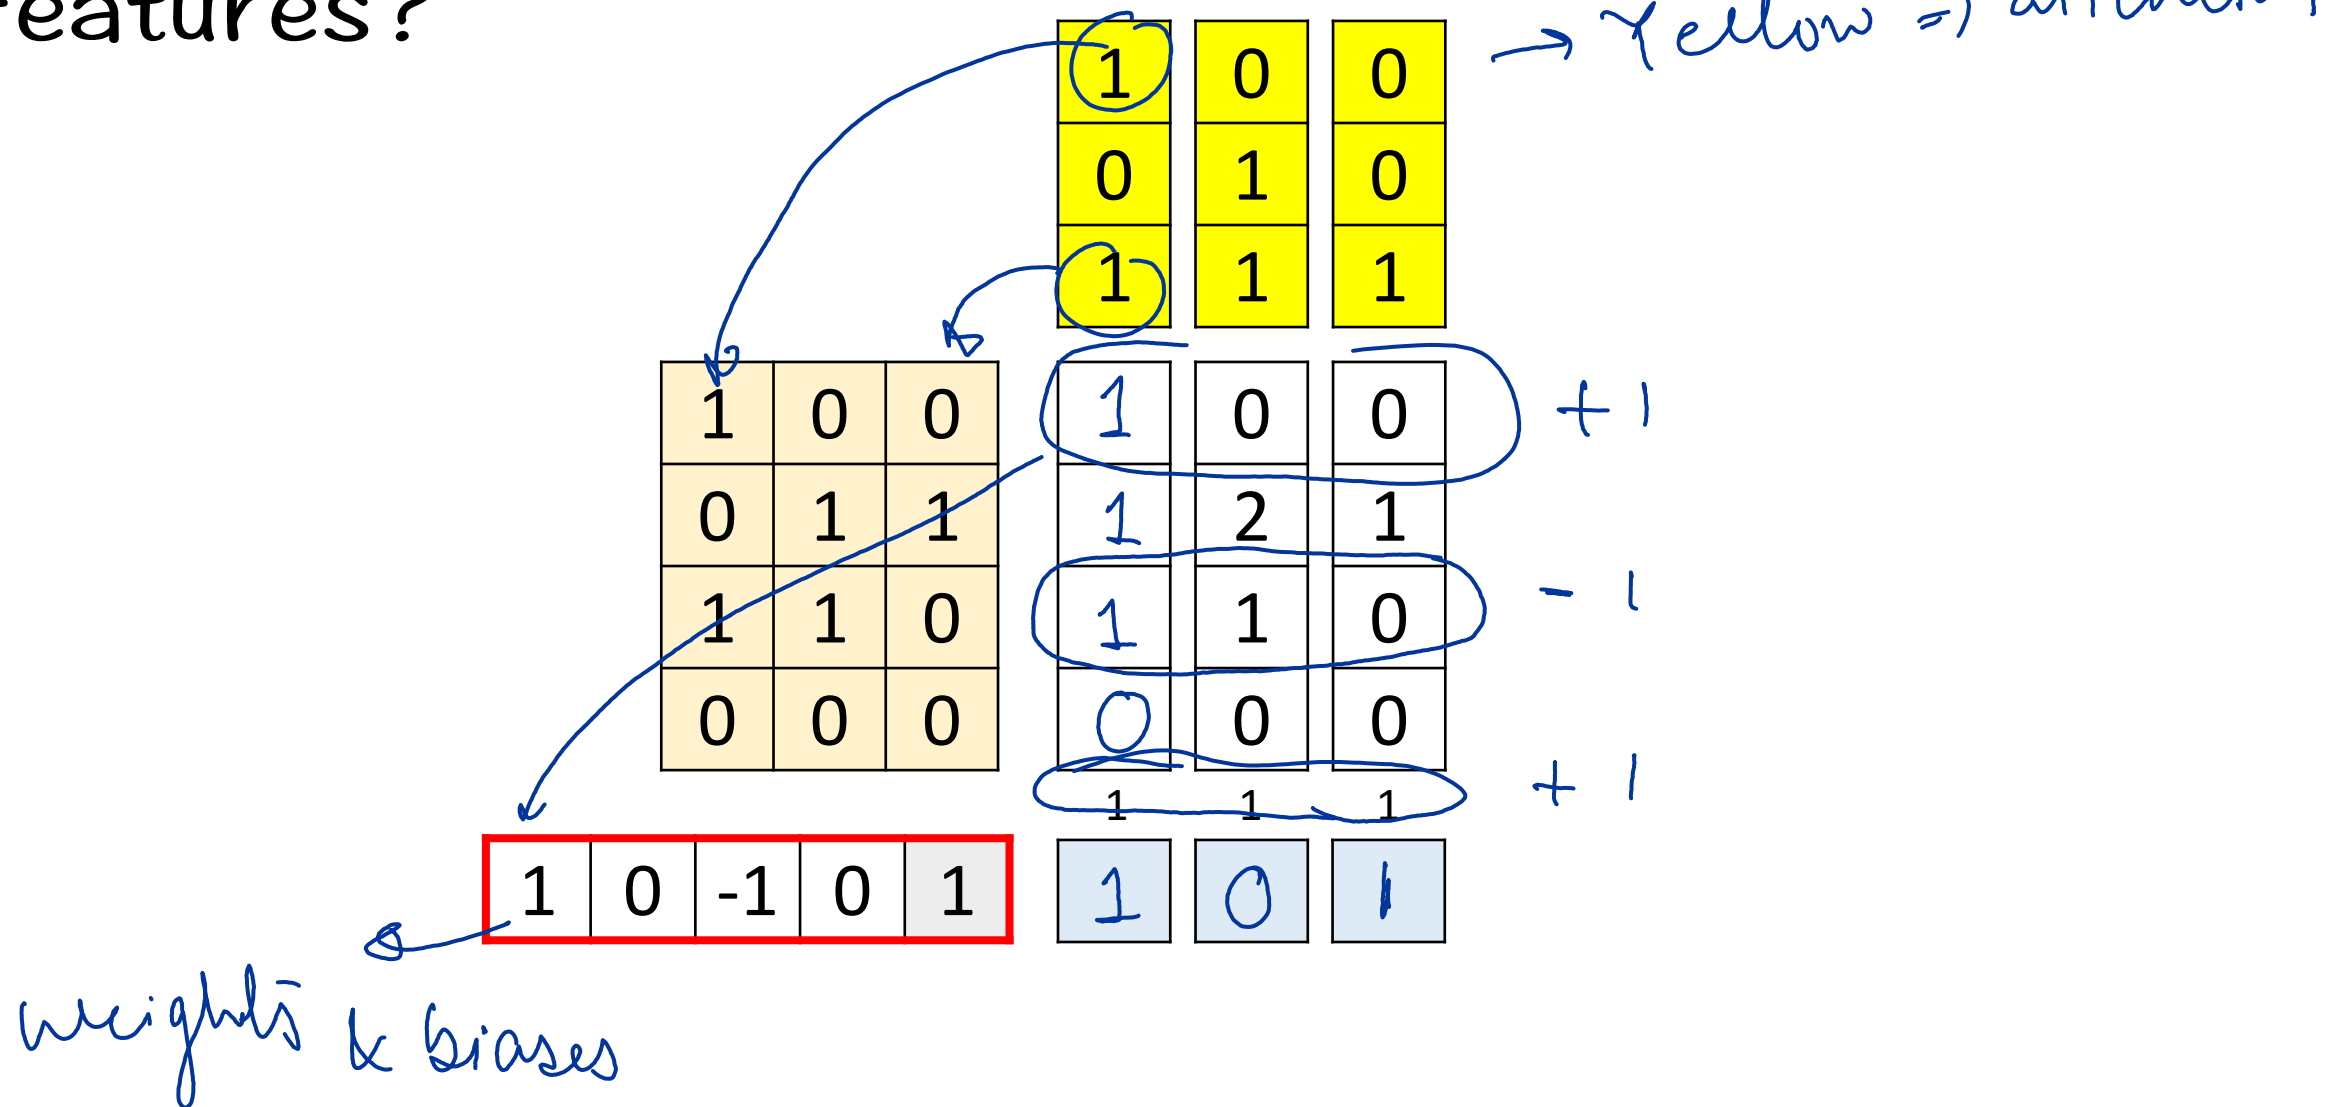 eatures?
Yellow =>
1 0 0
0 1 0
1 1 1
1 0 0 1 0 0 +1
0 1 1 1 2 1
1 1 0 1 1 0 -1
0 0 0 0 0 0
1 1 1 +1
1 0 -1 0 1 1 0 1
weights & biases